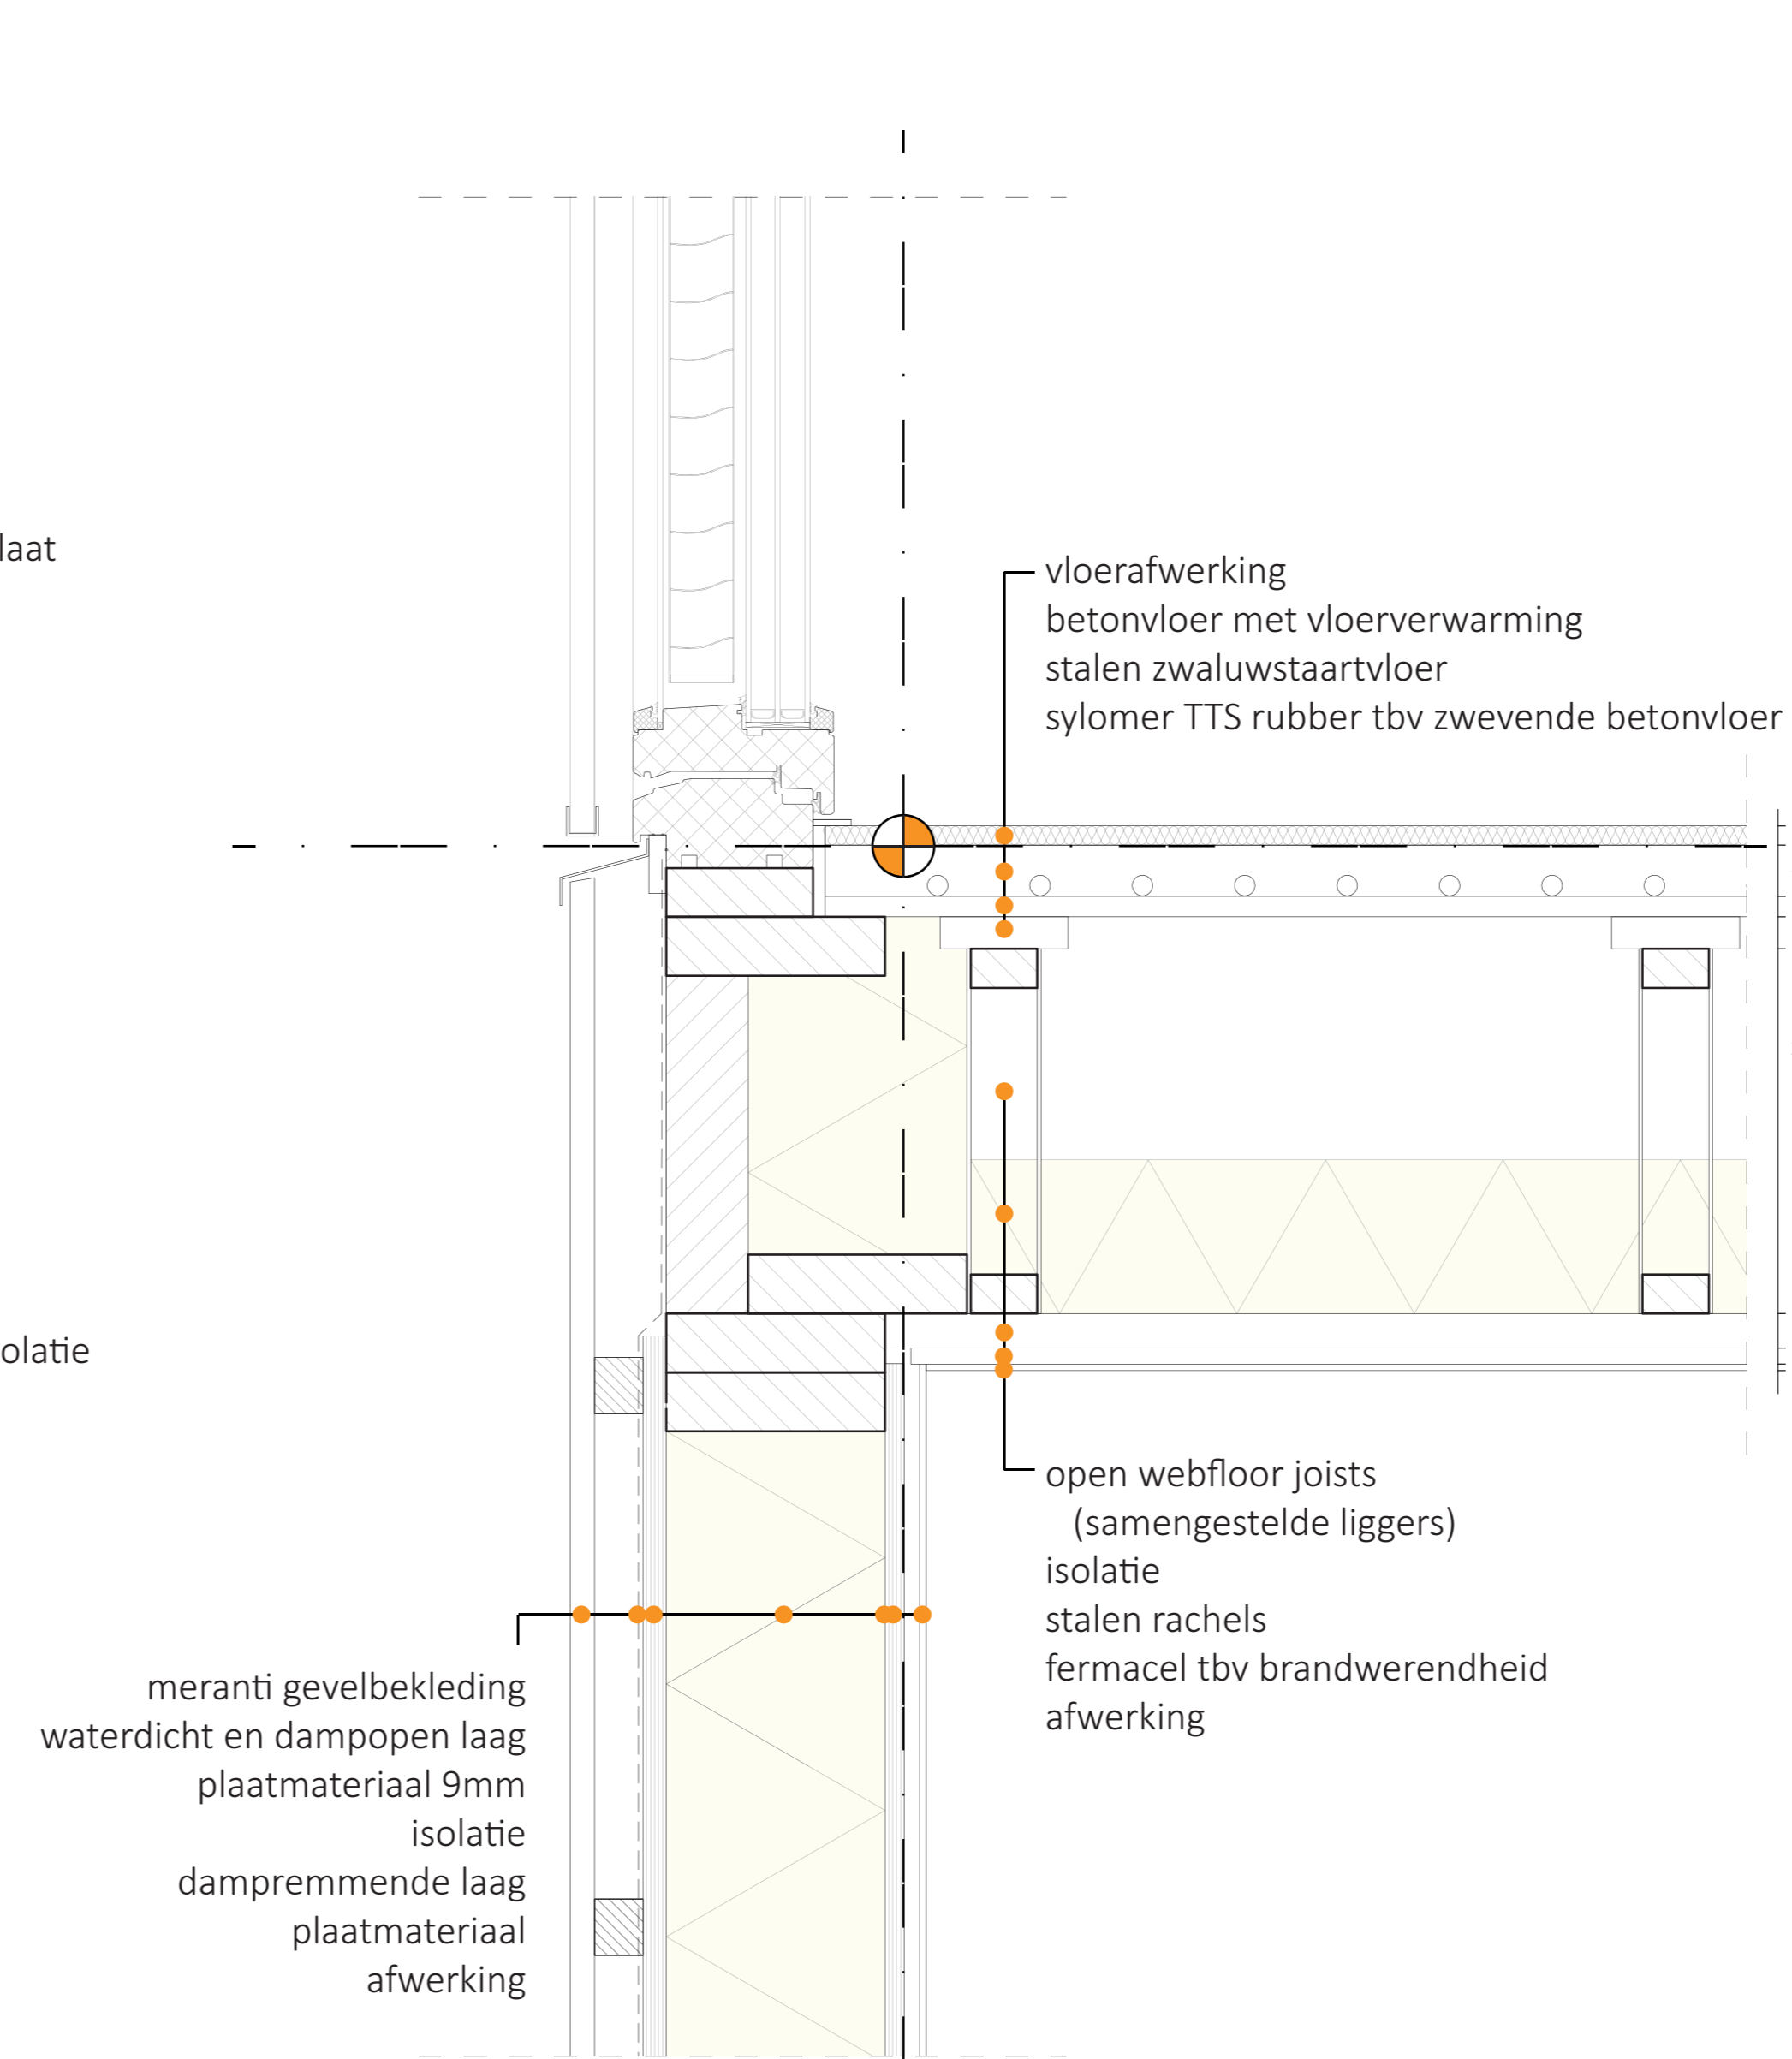 laat
vloerafwerking
betonvloer met vloerverwarming
stalen zwaluwstaartvloer
sylomer TTS rubber tbv zwevende betonvloer
olatie
open webfloor joists
(samengestelde liggers)
isolatie
stalen rachels
fermacel tbv brandwerendheid
afwerking
meranti gevelbekleding
waterdicht en dampopen laag
plaatmateriaal 9mm
isolatie
dampremmende laag
plaatmateriaal
afwerking